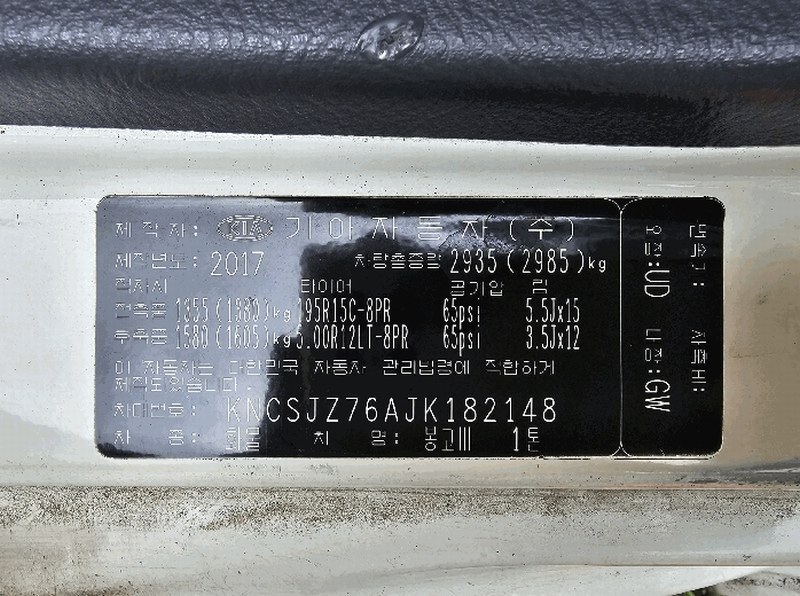 제 작 자: KIA 기 아 자 동 차 ( 주 )
제작년도: 2017 차량총중량 2935 ( 2985 )kg
적차시 타이어 공기압 림
전축중 1355 (1380)kg 195R15C-8PR 65psi 5.5Jx15
후축중 1580 (1605)kg 5.00R12LT-8PR 65psi 3.5Jx12
이 자동차는 대한민국 자동차 관리법령에 적합하게
제작되었습니다.
차대번호: KNCSJZ76AJK182148
차 종: 화물 차 명: 봉고III 1톤
외장:UD 내장:GW
변속기: 차축비: